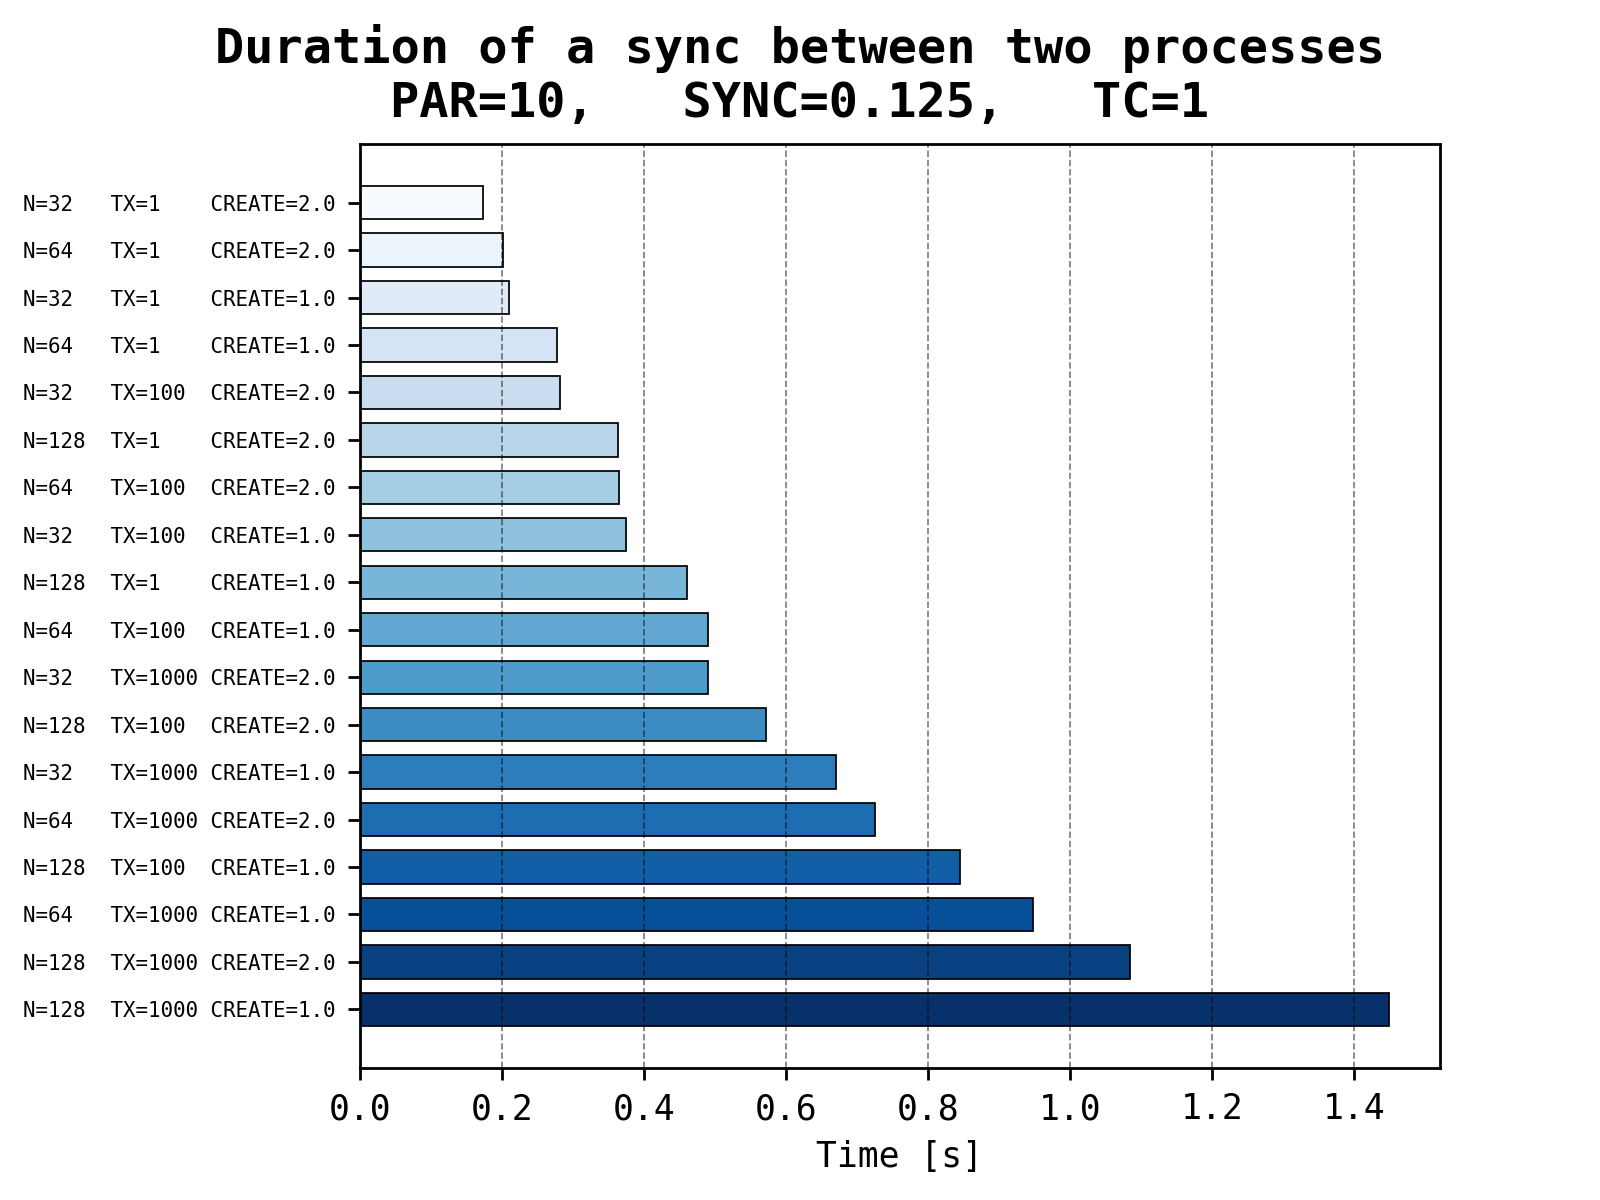 Duration of a sync between two processes
PAR=10,   SYNC=0.125,   TC=1
N=32   TX=1    CREATE=2.0
N=64   TX=1    CREATE=2.0
N=32   TX=1    CREATE=1.0
N=64   TX=1    CREATE=1.0
N=32   TX=100  CREATE=2.0
N=128  TX=1    CREATE=2.0
N=64   TX=100  CREATE=2.0
N=32   TX=100  CREATE=1.0
N=128  TX=1    CREATE=1.0
N=64   TX=100  CREATE=1.0
N=32   TX=1000 CREATE=2.0
N=128  TX=100  CREATE=2.0
N=32   TX=1000 CREATE=1.0
N=64   TX=1000 CREATE=2.0
N=128  TX=100  CREATE=1.0
N=64   TX=1000 CREATE=1.0
N=128  TX=1000 CREATE=2.0
N=128  TX=1000 CREATE=1.0
0.0 0.2 0.4 0.6 0.8 1.0 1.2 1.4
Time [s]